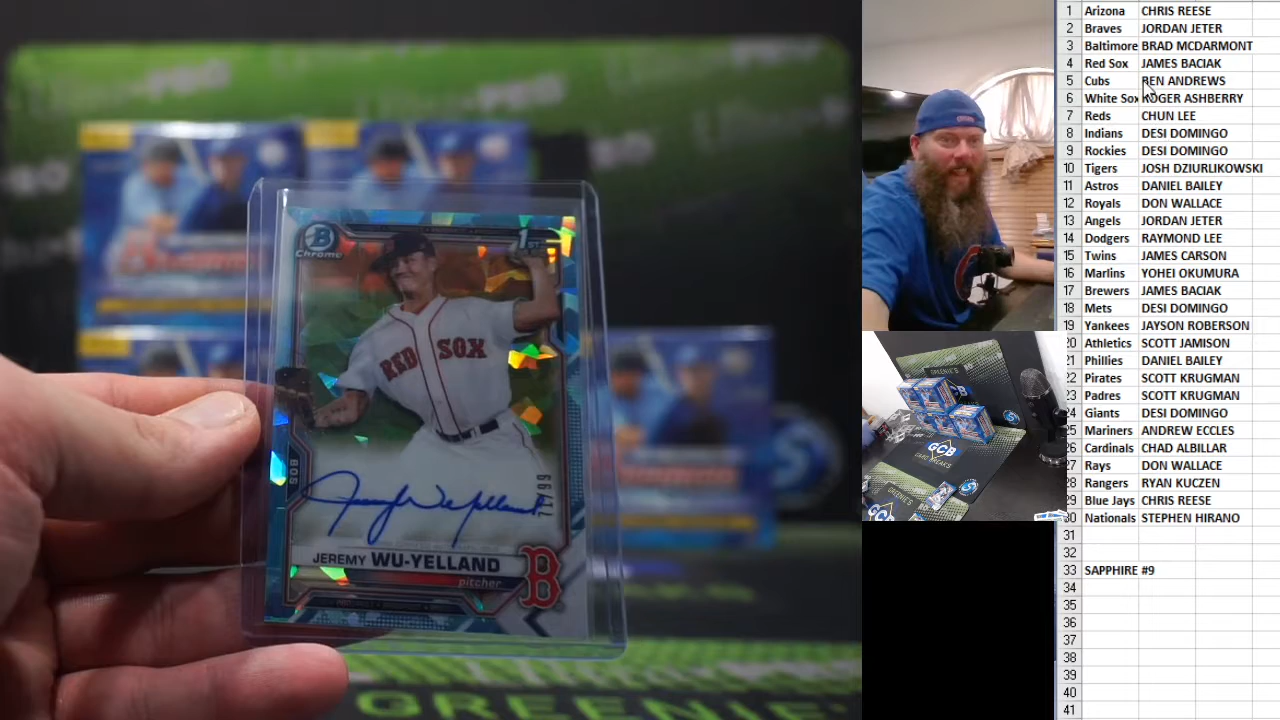 Chrome
1ST
RED SOX
BOS
71/99
JEREMY WU-YELLAND
pitcher
B
GREENIE'
GCB
CARD BREAKS
GCB
1 Arizona CHRIS REESE
2 Braves JORDAN JETER
3 Baltimore BRAD MCDARMONT
4 Red Sox JAMES BACIAK
5 Cubs ANDREWS
6 White Sox ROGER ASHBERRY
7 Reds CHUN LEE
8 Indians DESI DOMINGO
9 Rockies DESI DOMINGO
10 Tigers JOSH DZIURLIKOWSKI
11 Astros DANIEL BAILEY
12 Royals DON WALLACE
13 Angels JORDAN JETER
14 Dodgers RAYMOND LEE
15 Twins JAMES CARSON
16 Marlins YOHEI OKUMURA
17 Brewers JAMES BACIAK
18 Mets DESI DOMINGO
19 Yankees JAYSON ROBERSON
20 Athletics SCOTT JAMISON
21 Phillies DANIEL BAILEY
22 Pirates SCOTT KRUGMAN
23 Padres SCOTT KRUGMAN
24 Giants DESI DOMINGO
25 Mariners ANDREW ECCLES
26 Cardinals CHAD ALBILLAR
27 Rays DON WALLACE
28 Rangers RYAN KUCZEN
29 Blue Jays CHRIS REESE
30 Nationals STEPHEN HIRANO
31
32
33 SAPPHIRE #9
34
35
36
37
38
39
40
41